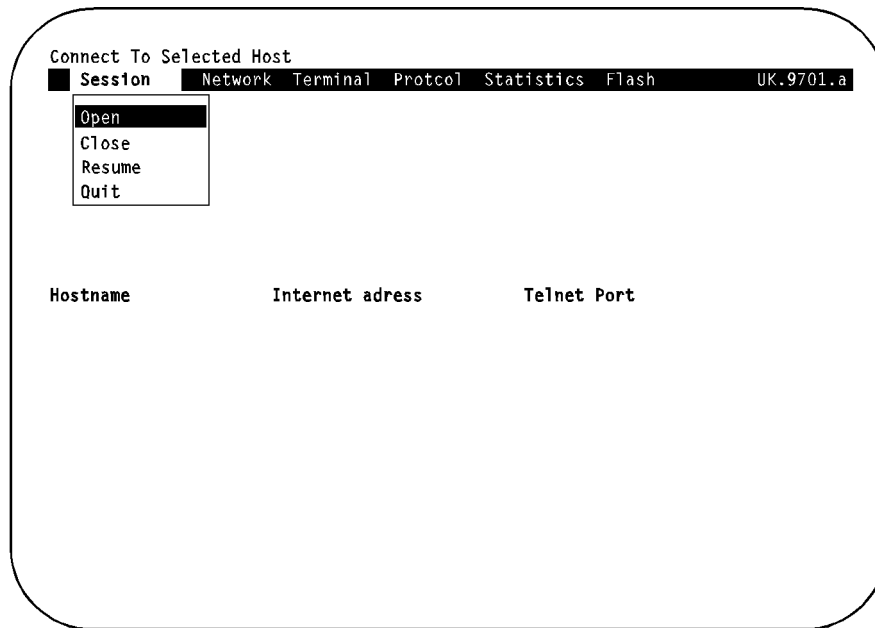 Connect To Selected Host
Session Network Terminal Protcol Statistics Flash UK.9701.a
Open
Close
Resume
Quit
Hostname Internet adress Telnet Port